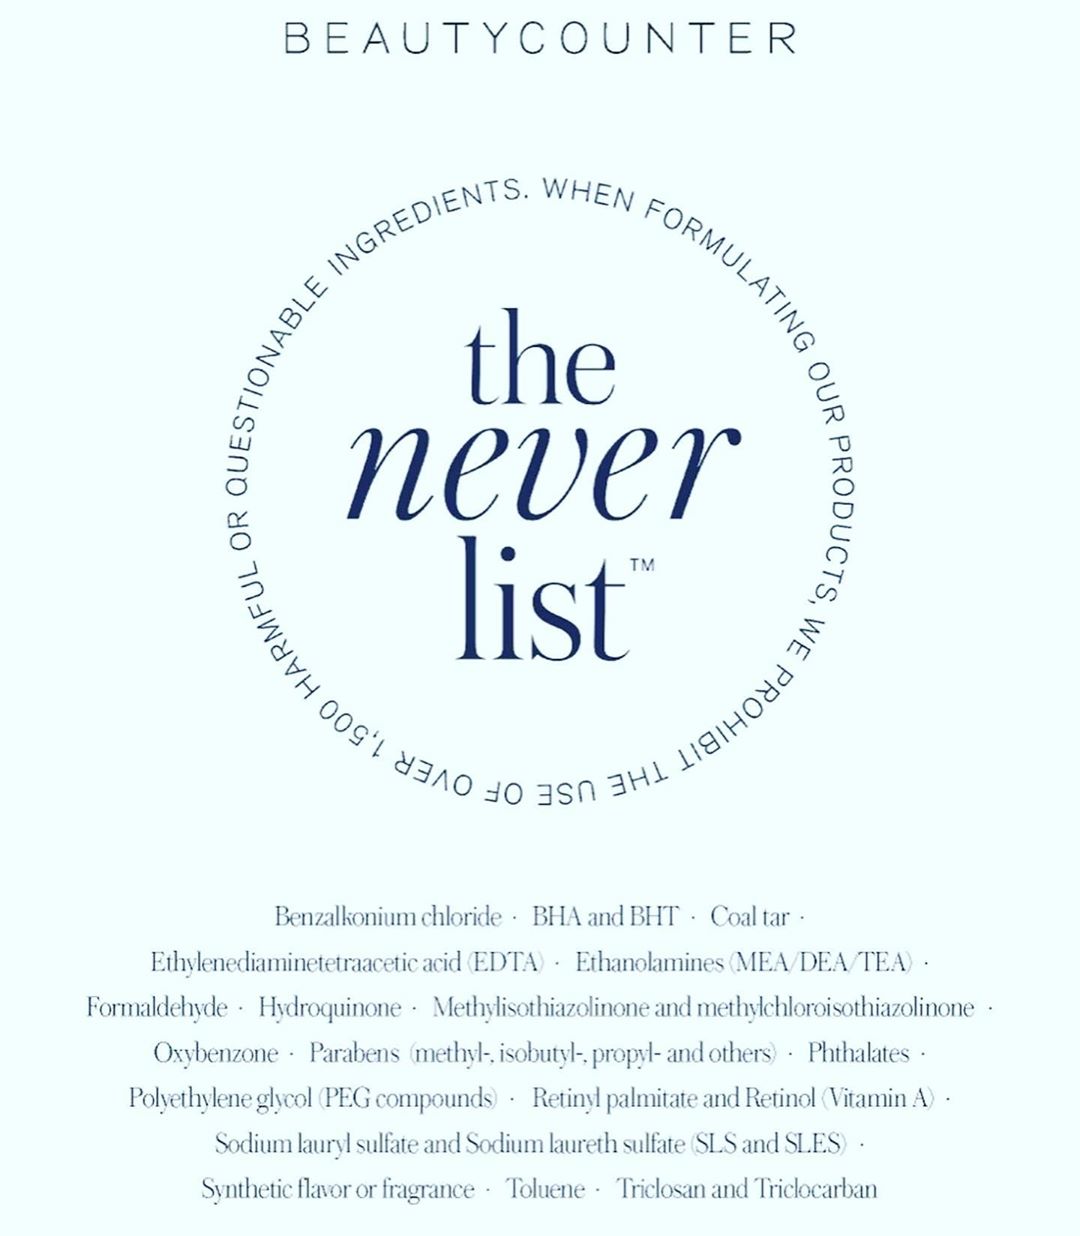 BEAUTYCOUNTER
WHEN FORMULATING OUR PRODUCTS, WE PROHIBIT THE USE OF OVER 1,500 HARMFUL OR QUESTIONABLE INGREDIENTS.
the
never
list™
Benzalkonium chloride · BHA and BHT · Coal tar ·
Ethylenediaminetetraacetic acid (EDTA) · Ethanolamines (MEA/DEA/TEA) ·
Formaldehyde · Hydroquinone · Methylisothiazolinone and methylchloroisothiazolinone ·
Oxybenzone · Parabens (methyl-, isobutyl-, propyl- and others) · Phthalates ·
Polyethylene glycol (PEG compounds) · Retinyl palmitate and Retinol (Vitamin A) ·
Sodium lauryl sulfate and Sodium laureth sulfate (SLS and SLES) ·
Synthetic flavor or fragrance · Toluene · Triclosan and Triclocarban